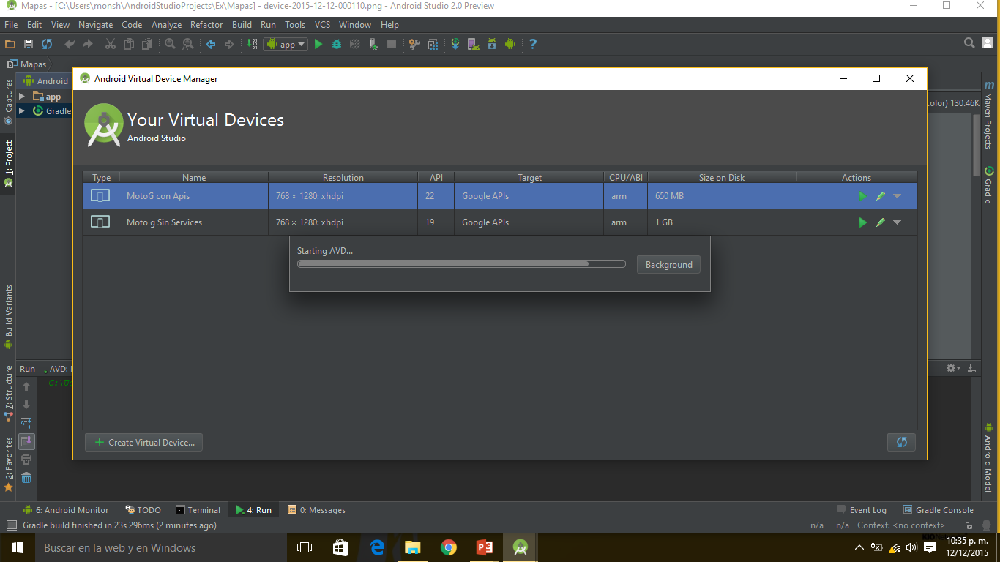 Mapas - [C:\Users\monsh\AndroidStudioProjects\Ex\Mapas] - device-2015-12-12-000110.png - Android Studio 2.0 Preview
File Edit View Navigate Code Analyze Refactor Build Run Tools VCS Window Help
app
Mapas
Captures
1: Project
Build Variants
7: Structure
2: Favorites
Android
app
Gradle
color) 130.46K
Maven Projects
Gradle
Android Model
Android Virtual Device Manager
Your Virtual Devices
Android Studio
Type Name Resolution API Target CPU/ABI Size on Disk Actions
MotoG con Apis 768 × 1280: xhdpi 22 Google APIs arm 650 MB
Moto g Sin Services 768 × 1280: xhdpi 19 Google APIs arm 1 GB
Starting AVD...
Background
Create Virtual Device...
Run AVD:
C:\Us
6: Android Monitor TODO Terminal 4: Run 0: Messages Event Log Gradle Console
Gradle build finished in 23s 296ms (2 minutes ago) n/a n/a Context: <no context>
Buscar en la web y en Windows
10:35 p. m.
12/12/2015